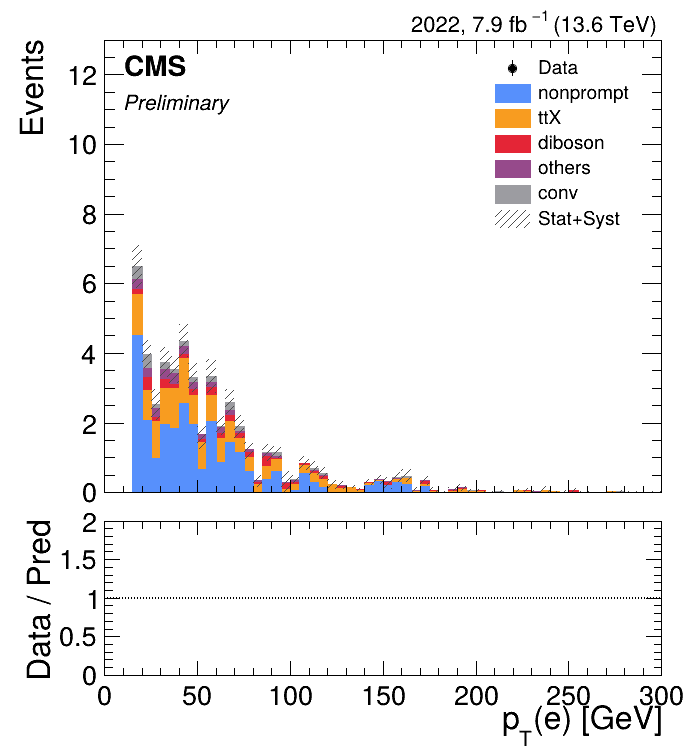 2022, 7.9 fb⁻¹ (13.6 TeV)
CMS
Preliminary
Events
12
10
8
6
4
2
0
Data
nonprompt
ttX
diboson
others
conv
Stat+Syst
Data / Pred
2
1.5
1
0.5
0
0 50 100 150 200 250 300
p_T(e) [GeV]